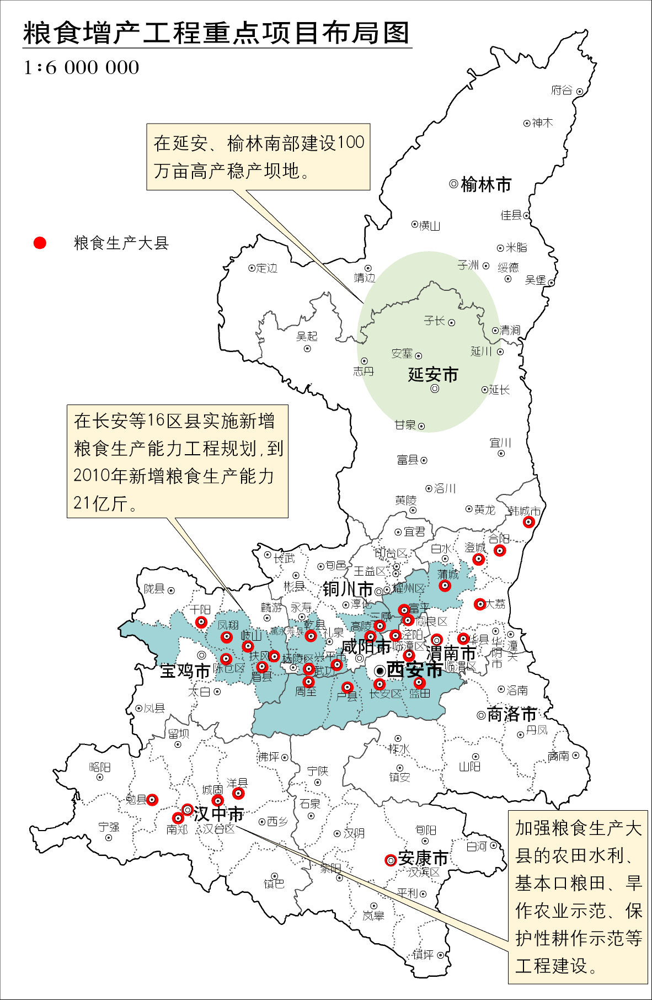 粮食增产工程重点项目布局图
1:6 000 000
府谷
神木
在延安、榆林南部建设100
万亩高产稳产坝地。
榆林市
佳县
横山
粮食生产大县
米脂
子洲
绥德
定边
靖边
吴堡
子长
清涧
吴起
安塞
延川
志丹
延安市
延长
在长安等16区县实施新增
粮食生产能力工程规划,到
2010年新增粮食生产能力
21亿斤。
甘泉
宜川
富县
洛川
黄陵
黄龙
韩城市
宜君
合阳
白水
澄城
印台区
长武
旬邑
王益区
蒲城
彬县
铜川市
耀州区
陇县
淳化
大荔
千阳
麟游
永寿
富平
三原
阎良区
凤翔
乾县
高陵
属永寿县
礼泉
泾阳
岐山
咸阳市
临潼区
华县
华阴市
潼关
渭南市
扶风
杨陵区
兴平市
宝鸡市
陈仓区
眉县
武功
西安市
临渭区
太白
周至
户县
长安区
蓝田
洛南
凤县
商洛市
丹凤
留坝
柞水
佛坪
商南
略阳
宁陕
镇安
山阳
洋县
城固
勉县
石泉
汉中市
西乡
宁强
南郑
汉台区
汉阴
旬阳
白河
安康市
紫阳
汉滨区
镇巴
平利
岚皋
镇坪
加强粮食生产大
县的农田水利、
基本口粮田、旱
作农业示范、保
护性耕作示范等
工程建设。